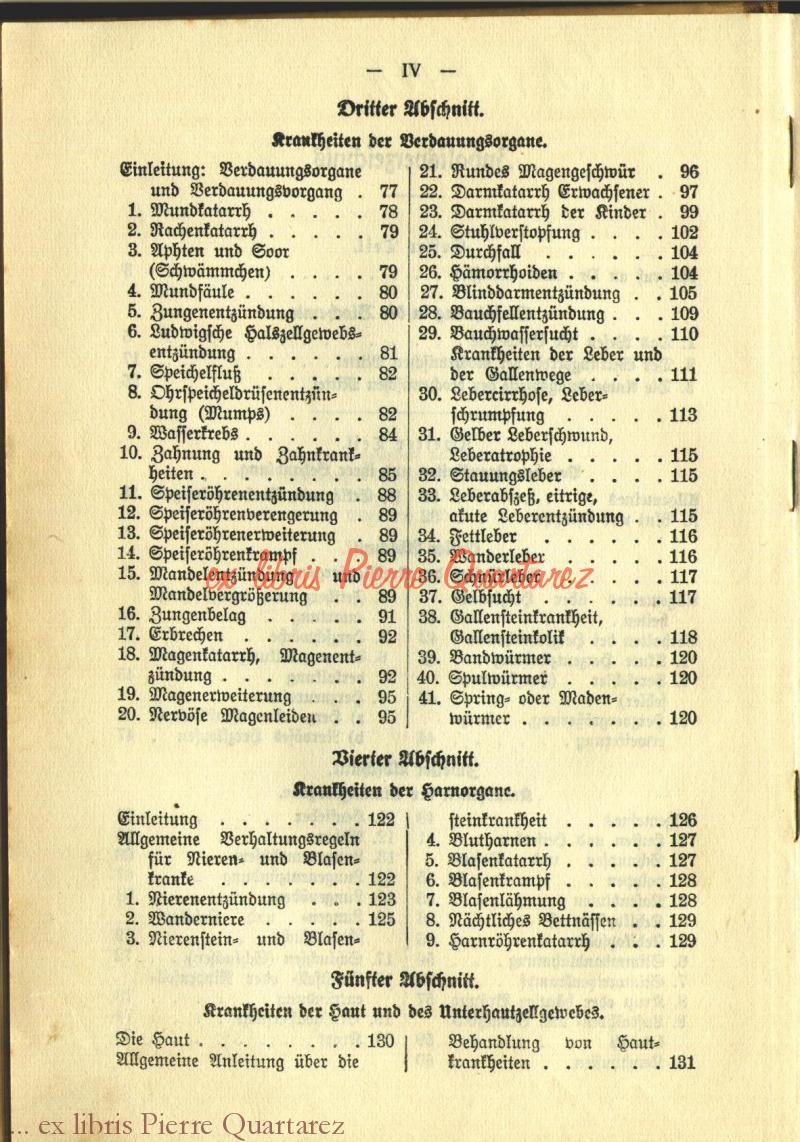 — IV —
Dritter Abschnitt.
Krankheiten der Verdauungsorgane.
Einleitung: Verdauungsorgane
und Verdauungsvorgang . 77
1. Mundkatarrh . . . . . 78
2. Rachenkatarrh . . . . . 79
3. Aphten und Soor
(Schwämmchen) . . . . 79
4. Mundfäule . . . . . . 80
5. Zungenentzündung . . . 80
6. Ludwigsche Halszellgewebs-
entzündung . . . . . . 81
7. Speichelfluß . . . . . 82
8. Ohrspeicheldrüsenentzün-
dung (Mumps) . . . . 82
9. Wasserkrebs . . . . . . 84
10. Zahnung und Zahnkrank-
heiten . . . . . . . . 85
11. Speiseröhrenentzündung . 88
12. Speiseröhrenverengerung . 89
13. Speiseröhrenerweiterung . 89
14. Speiseröhrenkrampf . . . 89
15. Mandelentzündung und
Mandelvergrößerung . . 89
16. Zungenbelag . . . . . 91
17. Erbrechen . . . . . . 92
18. Magenkatarrh, Magenent-
zündung . . . . . . . 92
19. Magenerweiterung . . . 95
20. Nervöse Magenleiden . . 95
21. Rundes Magengeschwür . 96
22. Darmkatarrh Erwachsener . 97
23. Darmkatarrh der Kinder . 99
24. Stuhlverstopfung . . . . 102
25. Durchfall . . . . . . 104
26. Hämorrhoiden . . . . . 104
27. Blinddarmentzündung . . 105
28. Bauchfellentzündung . . . 109
29. Bauchwassersucht . . . . 110
Krankheiten der Leber und
der Gallenwege . . . . 111
30. Lebercirrhose, Leber-
schrumpfung . . . . . 113
31. Gelber Leberschwund,
Leberatrophie . . . . . 115
32. Stauungsleber . . . . 115
33. Leberabszeß, eitrige,
akute Leberentzündung . . 115
34. Fettleber . . . . . . 116
35. Wanderleber . . . . . 116
36. Schnürleber . . . . . 117
37. Gelbsucht . . . . . . 117
38. Gallensteinkrankheit,
Gallensteinkolik . . . . 118
39. Bandwürmer . . . . . 120
40. Spulwürmer . . . . . 120
41. Spring- oder Maden-
würmer . . . . . . . 120
ex libris Pierre Quartarez
Vierter Abschnitt.
Krankheiten der Harnorgane.
Einleitung . . . . . . . 122
Allgemeine Verhaltungsregeln
für Nieren- und Blasen-
kranke . . . . . . . 122
1. Nierenentzündung . . . 123
2. Wanderniere . . . . . 125
3. Nierenstein- und Blasen-
steinkrankheit . . . . . 126
4. Blutharnen . . . . . . 127
5. Blasenkatarrh . . . . . 127
6. Blasenkrampf . . . . . 128
7. Blasenlähmung . . . . 128
8. Nächtliches Bettnässen . . 129
9. Harnröhrenkatarrh . . . 129
Fünfter Abschnitt.
Krankheiten der Haut und des Unterhautzellgewebes.
Die Haut . . . . . . . . 130
Allgemeine Anleitung über die
Behandlung von Haut-
krankheiten . . . . . . 131
... ex libris Pierre Quartarez